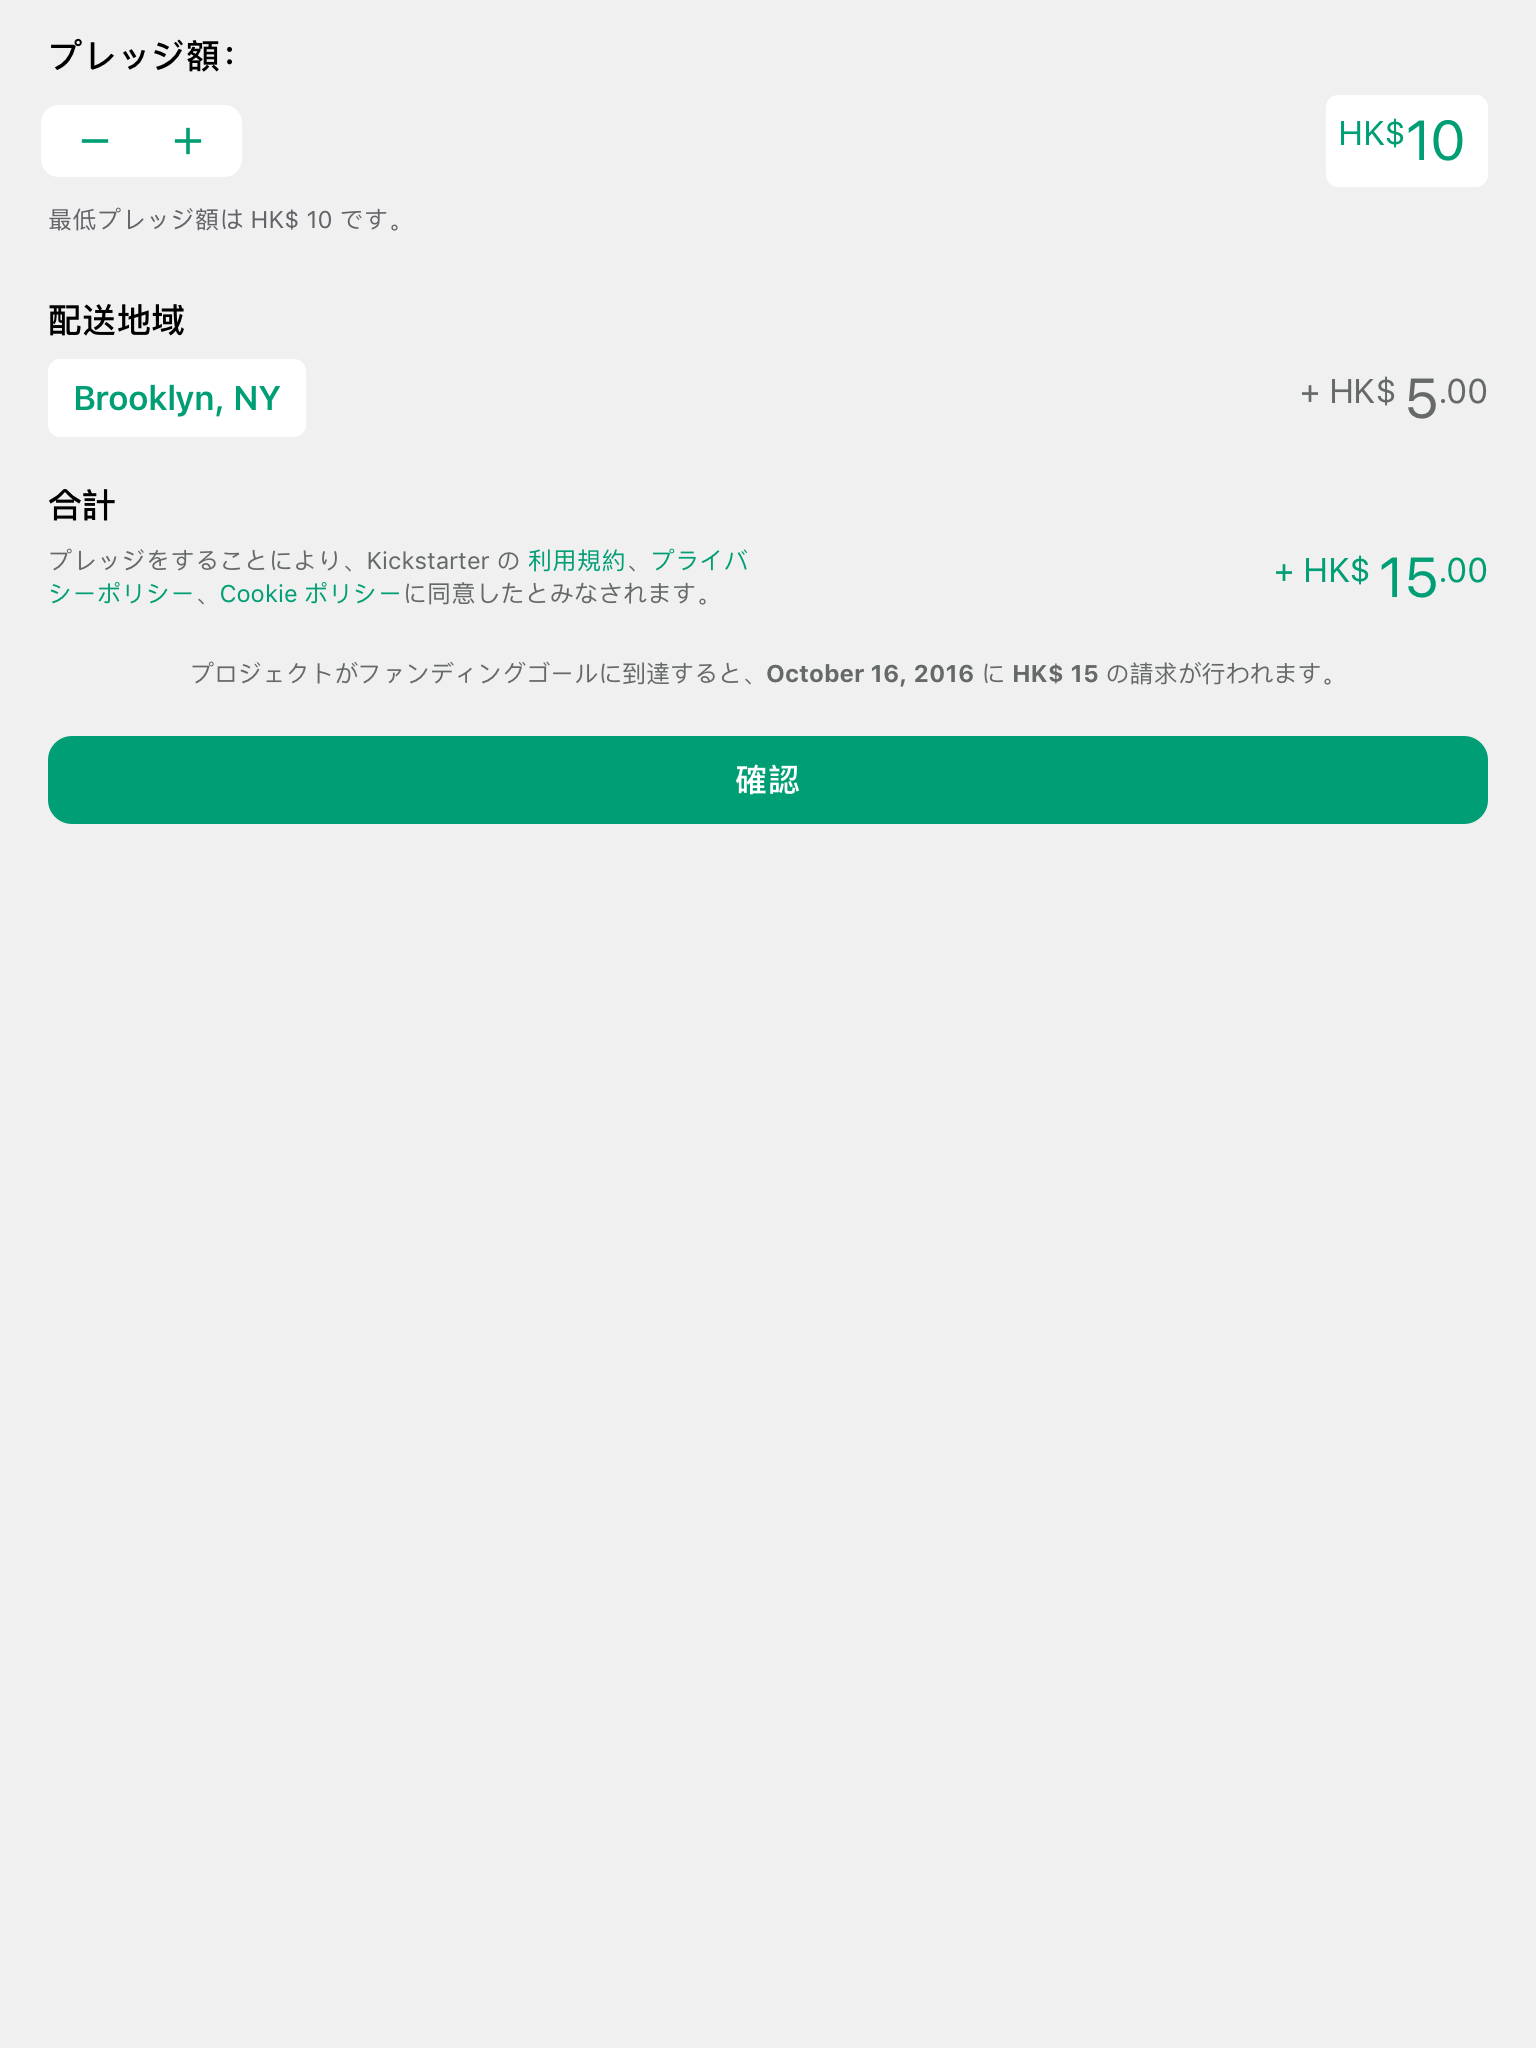 プレッジ額：
− +
HK$10
最低プレッジ額は HK$ 10 です。
配送地域
Brooklyn, NY
+ HK$ 5.00
合計
プレッジをすることにより、Kickstarter の 利用規約、プライバ
シーポリシー、Cookie ポリシーに同意したとみなされます。
+ HK$ 15.00
プロジェクトがファンディングゴールに到達すると、October 16, 2016 に HK$ 15 の請求が行われます。
確認